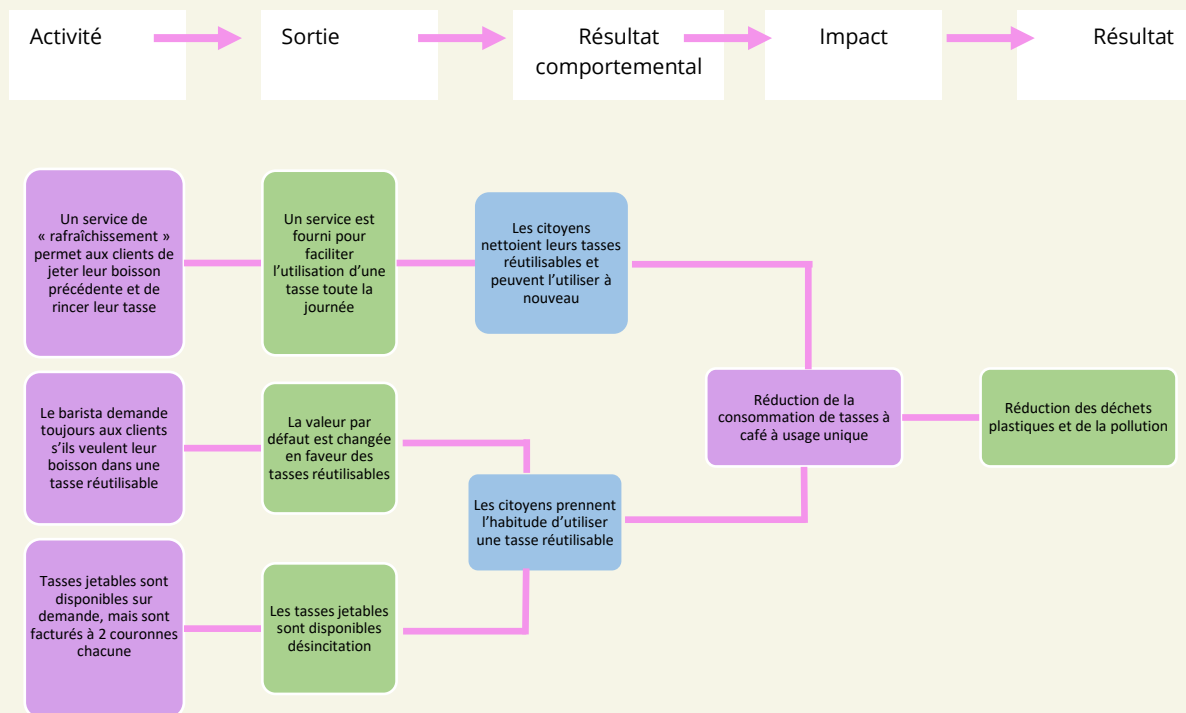 Activité
Sortie
Résultat
comportemental
Impact
Résultat
Un service de
« rafraîchissement »
permet aux clients de
jeter leur boisson
précédente et de
rincer leur tasse
Un service est
fourni pour
faciliter
l’utilisation d’une
tasse toute la
journée
Les citoyens
nettoient leurs tasses
réutilisables et
peuvent l’utiliser à
nouveau
Le barista demande
toujours aux clients
s’ils veulent leur
boisson dans une
tasse réutilisable
La valeur par
défaut est changée
en faveur des
tasses réutilisables
Les citoyens prennent
l’habitude d’utiliser
une tasse réutilisable
Réduction de la
consommation de tasses à
café à usage unique
Réduction des déchets
plastiques et de la pollution
Tasses jetables sont
disponibles sur
demande, mais sont
facturés à 2 couronnes
chacune
Les tasses jetables
sont disponibles
désincitation